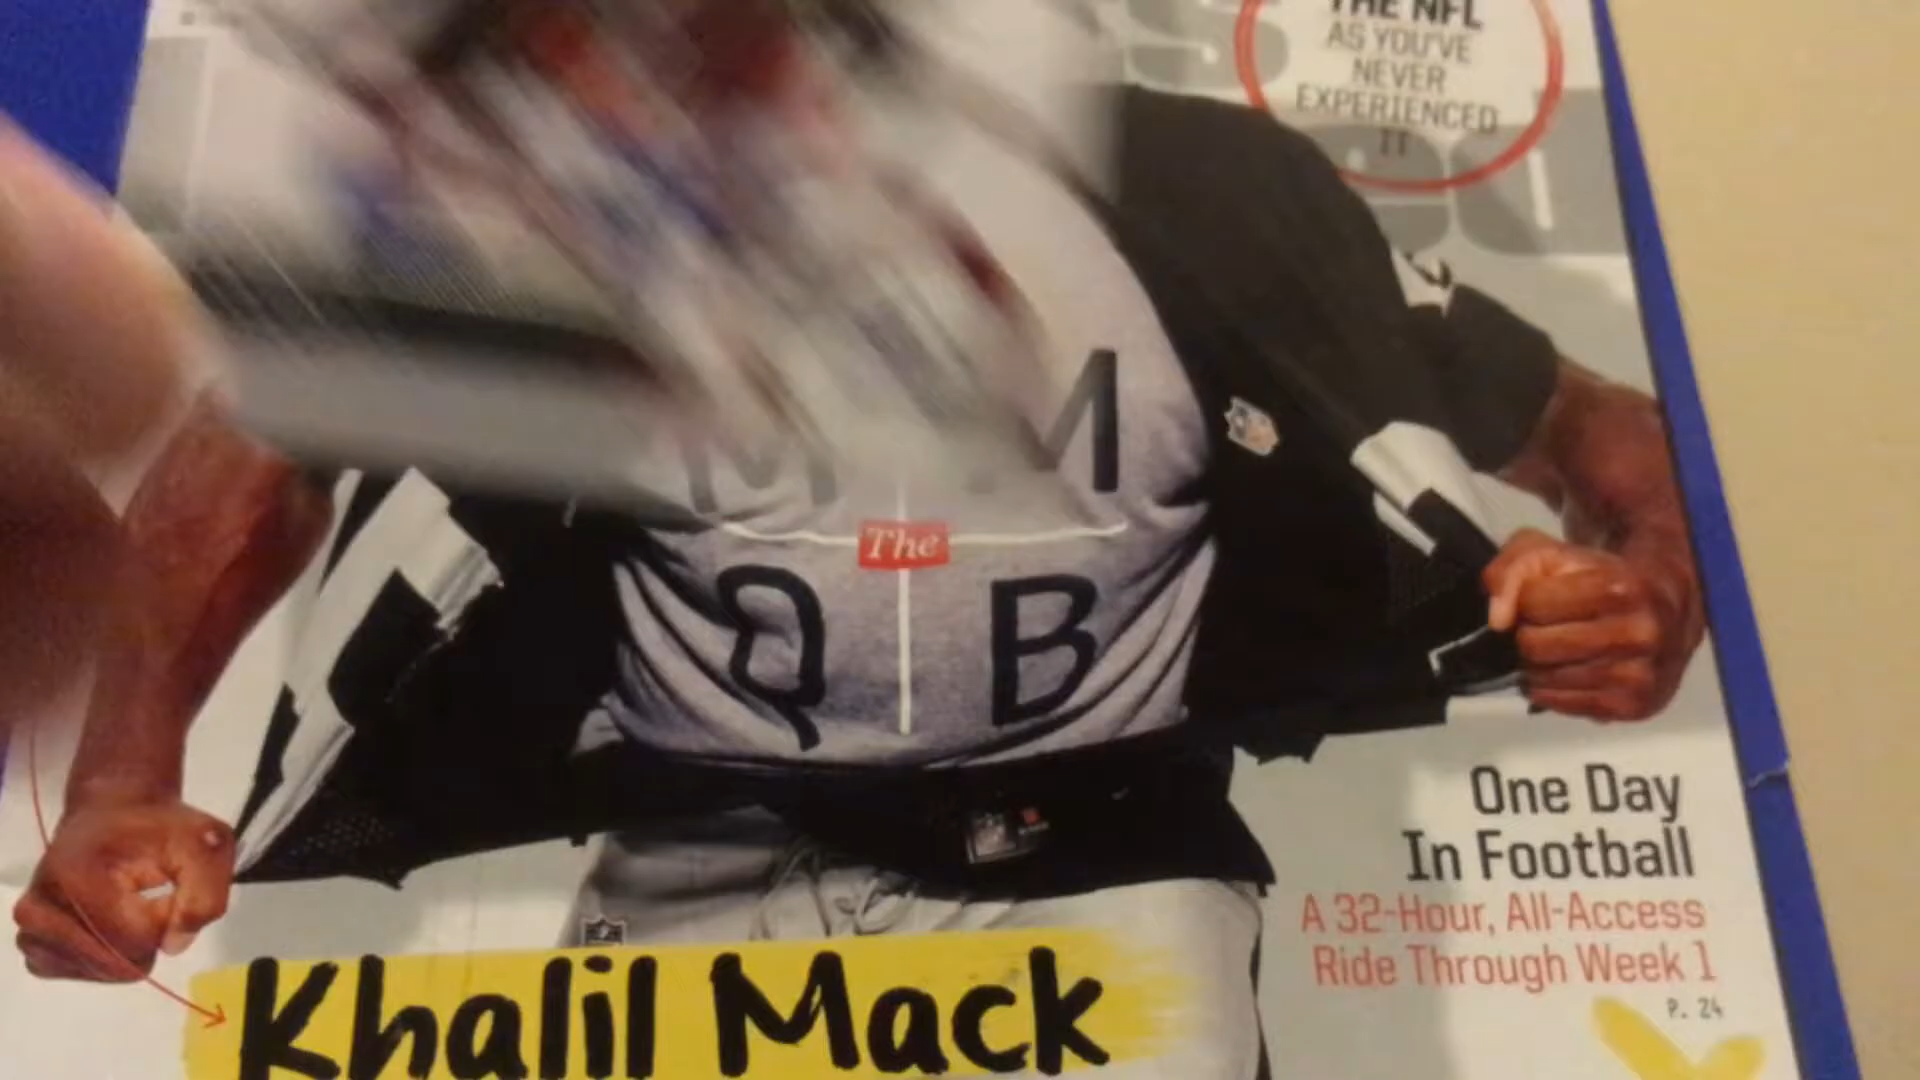 THE NFL
AS YOU'VE
NEVER
EXPERIENCED
IT
M M
The
Q B
One Day
In Football
A 32-Hour, All-Access
Ride Through Week 1
P. 24
Khalil Mack